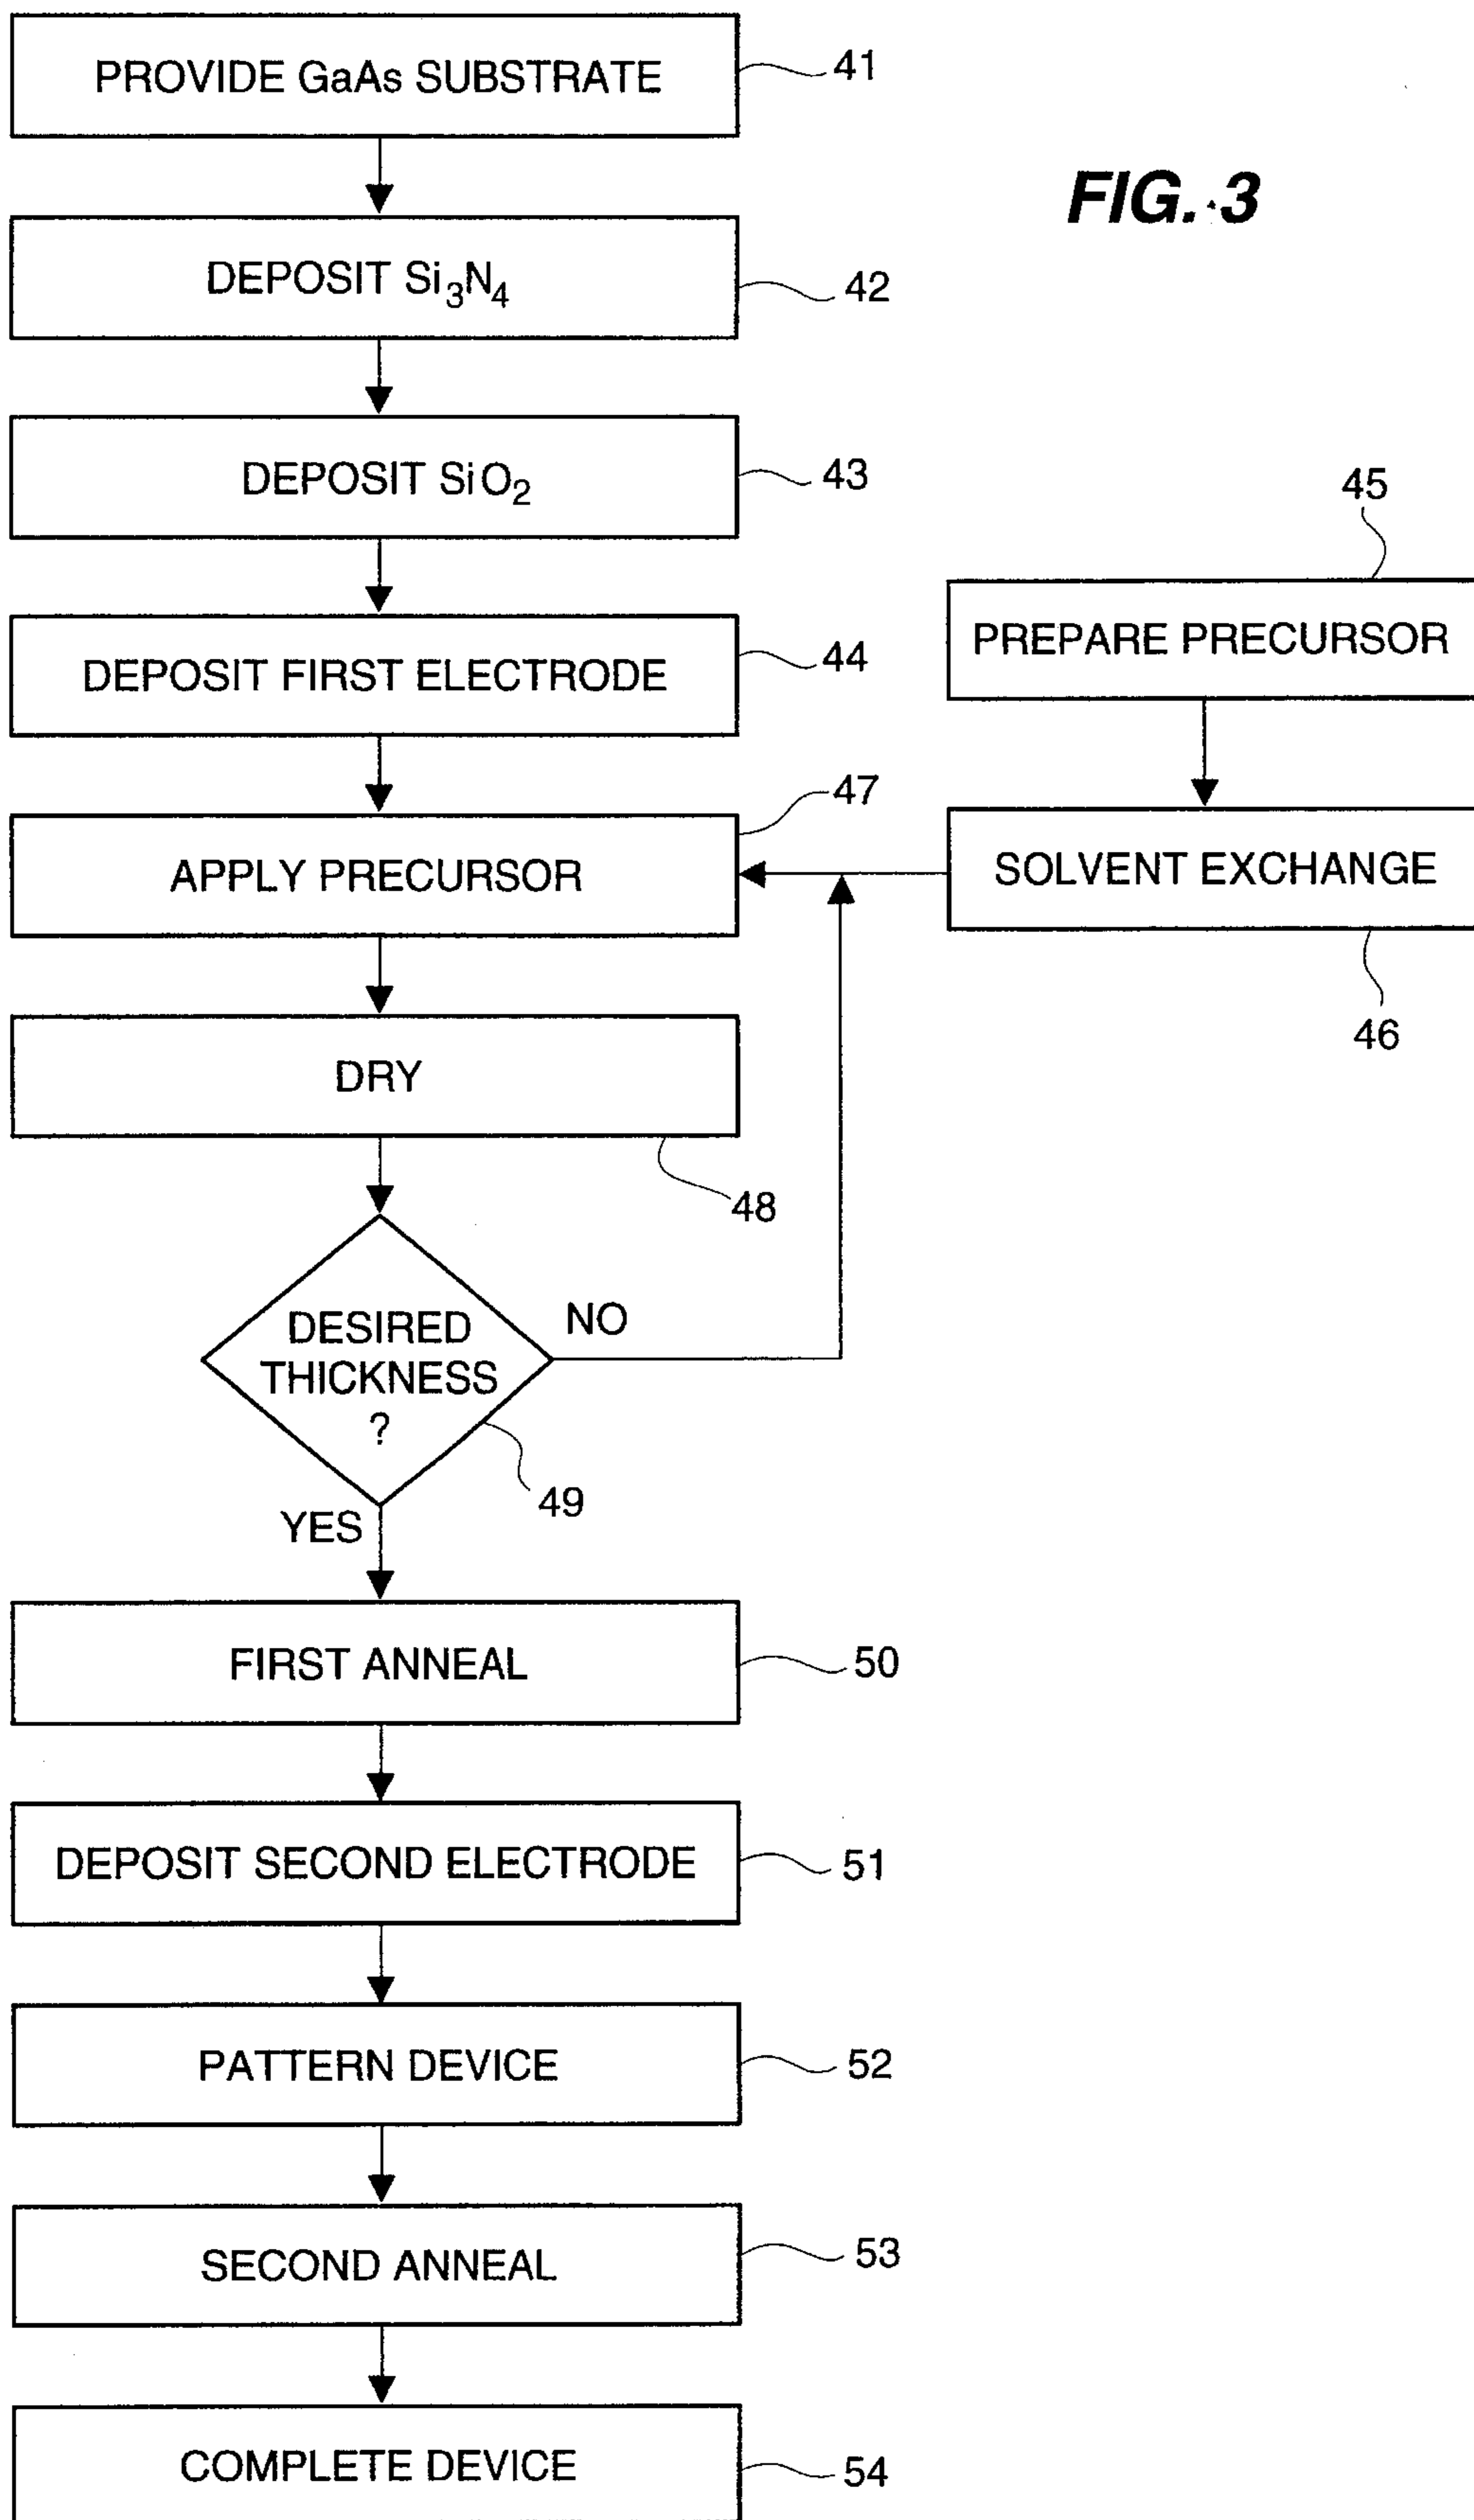 PROVIDE GaAs SUBSTRATE
41
FIG. 3
DEPOSIT Si₃N₄
42
DEPOSIT SiO₂
43
45
PREPARE PRECURSOR
DEPOSIT FIRST ELECTRODE
44
47
APPLY PRECURSOR
SOLVENT EXCHANGE
46
DRY
48
DESIRED
THICKNESS
?
NO
49
YES
FIRST ANNEAL
50
DEPOSIT SECOND ELECTRODE
51
PATTERN DEVICE
52
SECOND ANNEAL
53
COMPLETE DEVICE
54